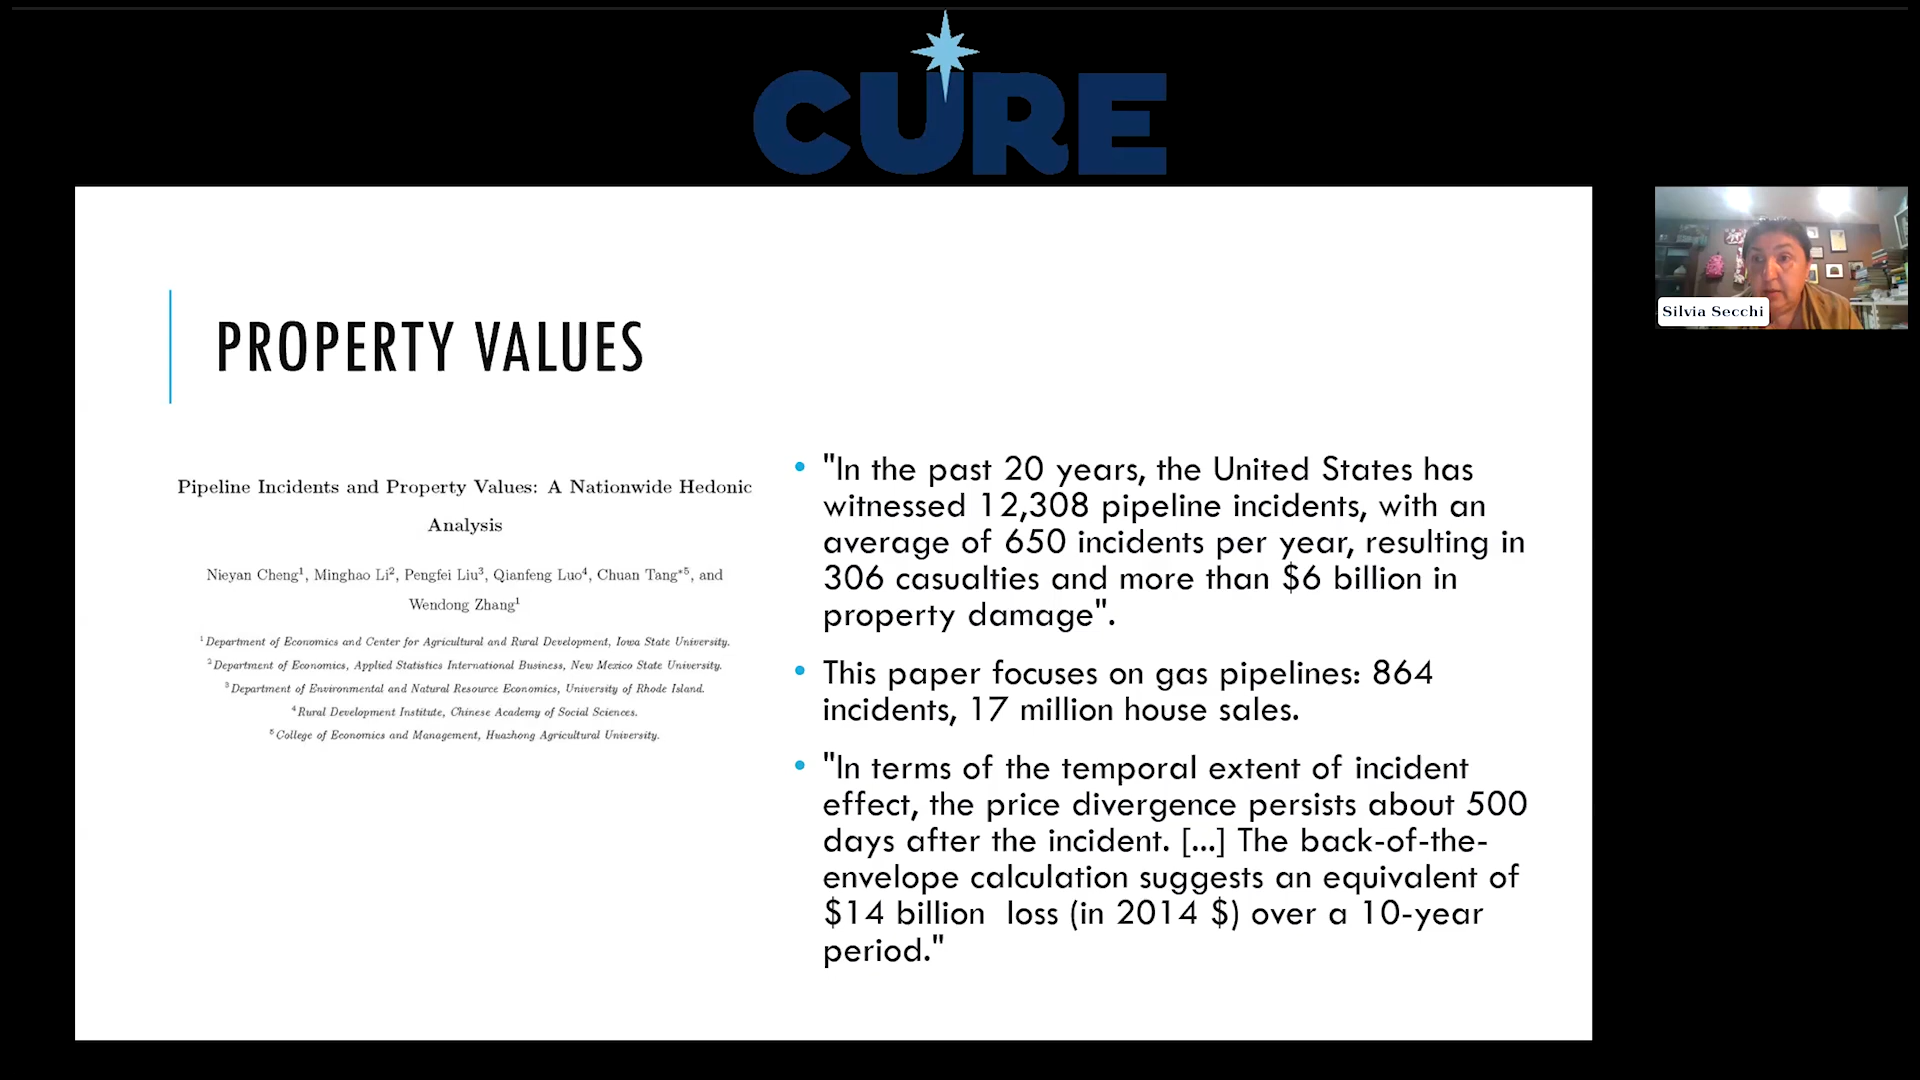 CURE
Silvia Secchi
PROPERTY VALUES
Pipeline Incidents and Property Values: A Nationwide Hedonic
Analysis
Nieyan Cheng¹, Minghao Li², Pengfei Liu³, Qianfeng Luo⁴, Chuan Tang*⁵, and
Wendong Zhang¹
¹Department of Economics and Center for Agricultural and Rural Development, Iowa State University.
²Department of Economics, Applied Statistics International Business, New Mexico State University.
³Department of Environmental and Natural Resource Economics, University of Rhode Island.
⁴Rural Development Institute, Chinese Academy of Social Sciences.
⁵College of Economics and Management, Huazhong Agricultural University.
• "In the past 20 years, the United States has
witnessed 12,308 pipeline incidents, with an
average of 650 incidents per year, resulting in
306 casualties and more than $6 billion in
property damage".
• This paper focuses on gas pipelines: 864
incidents, 17 million house sales.
• "In terms of the temporal extent of incident
effect, the price divergence persists about 500
days after the incident. [...] The back-of-the-
envelope calculation suggests an equivalent of
$14 billion  loss (in 2014 $) over a 10-year
period."